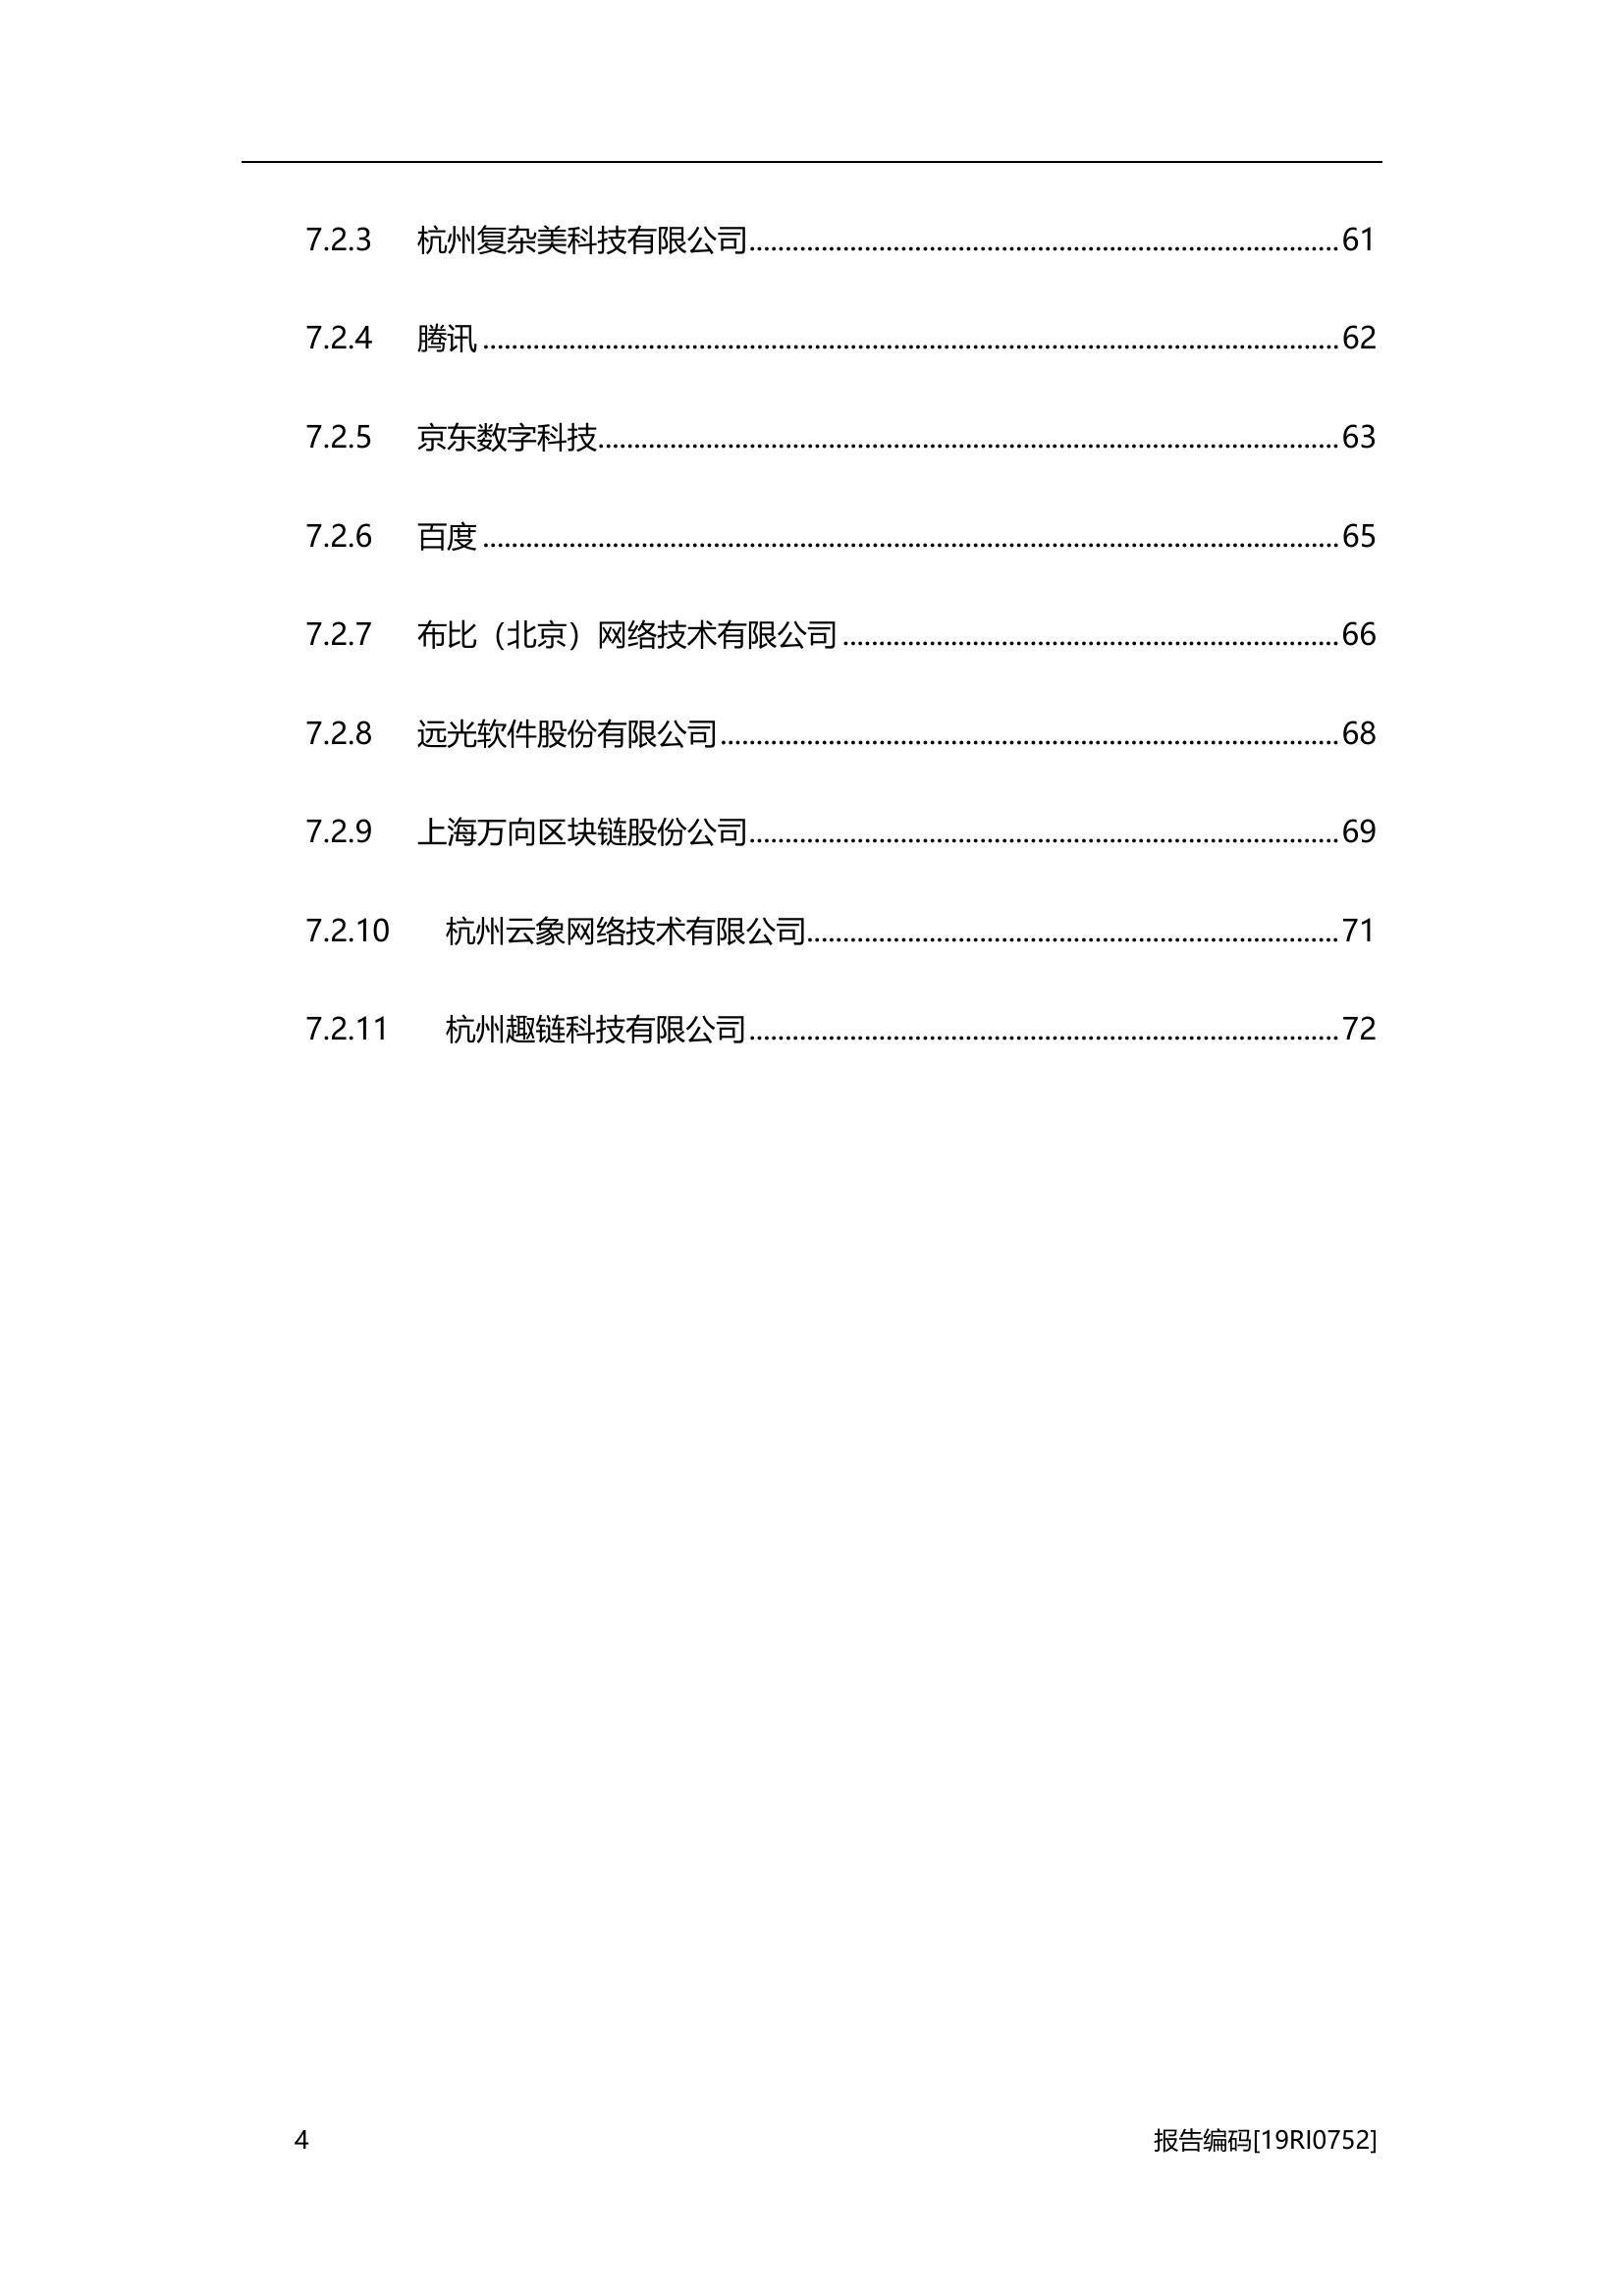 7.2.3 杭州复杂美科技有限公司........................................61
7.2.4 腾讯........................................62
7.2.5 京东数字科技........................................63
7.2.6 百度........................................65
7.2.7 布比（北京）网络技术有限公司........................................66
7.2.8 远光软件股份有限公司........................................68
7.2.9 上海万向区块链股份公司........................................69
7.2.10 杭州云象网络技术有限公司........................................71
7.2.11 杭州趣链科技有限公司........................................72
4 报告编码[19RI0752]